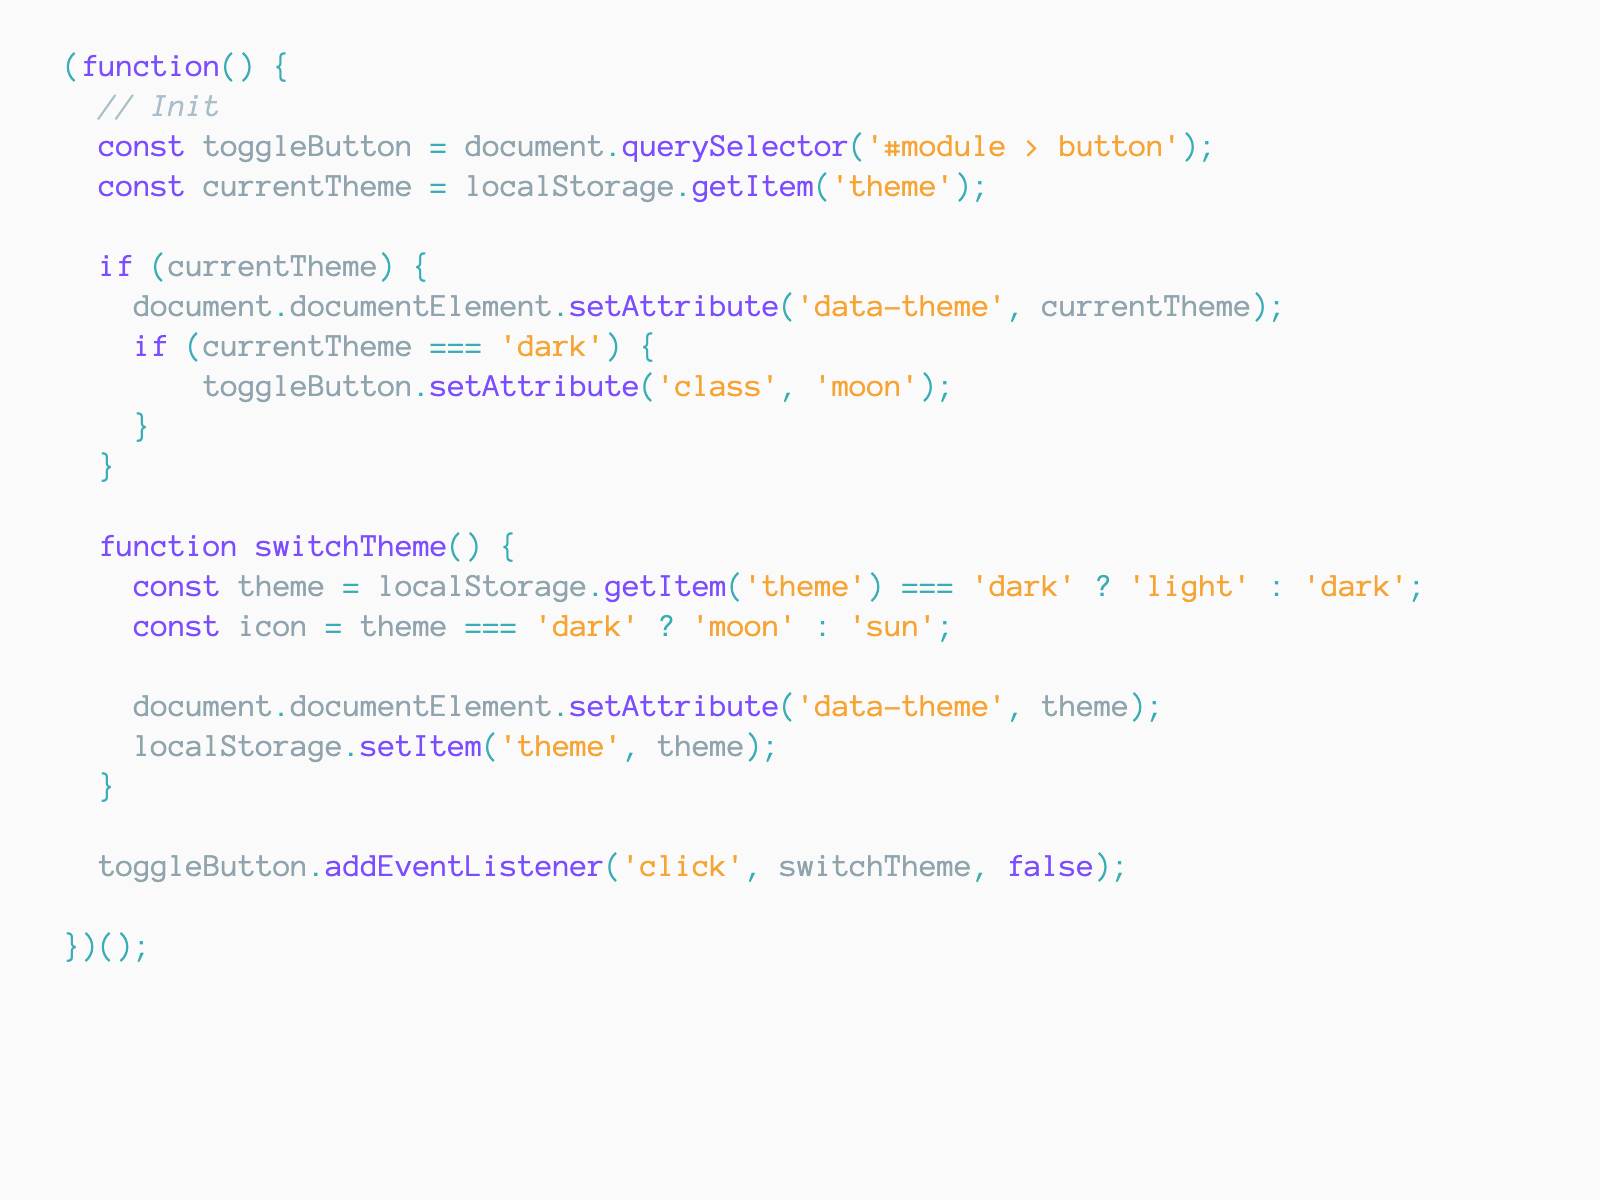 (function() {
  // Init
  const toggleButton = document.querySelector('#module > button');
  const currentTheme = localStorage.getItem('theme');

  if (currentTheme) {
    document.documentElement.setAttribute('data-theme', currentTheme);
    if (currentTheme === 'dark') {
        toggleButton.setAttribute('class', 'moon');
    }
  }

  function switchTheme() {
    const theme = localStorage.getItem('theme') === 'dark' ? 'light' : 'dark';
    const icon = theme === 'dark' ? 'moon' : 'sun';

    document.documentElement.setAttribute('data-theme', theme);
    localStorage.setItem('theme', theme);
  }

  toggleButton.addEventListener('click', switchTheme, false);

})();